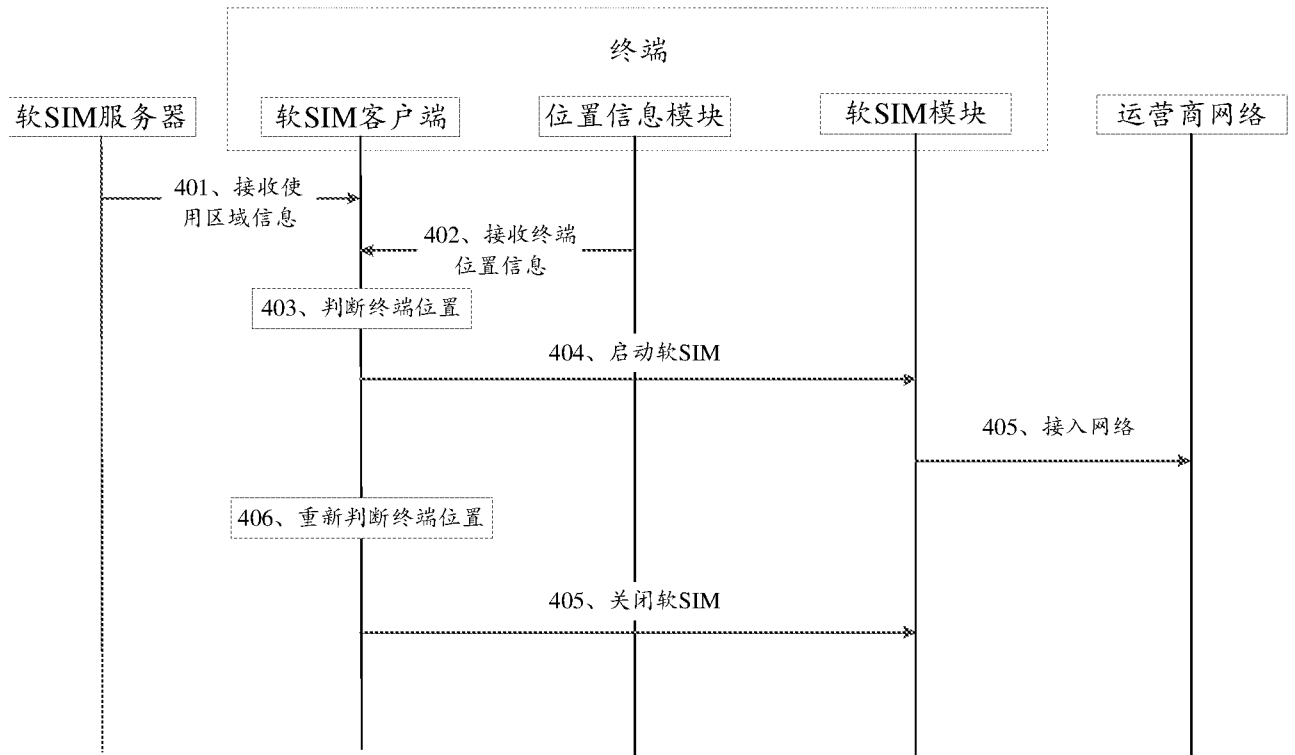 终端
软SIM服务器
软SIM客户端
位置信息模块
软SIM模块
运营商网络
401、接收使
用区域信息
402、接收终端
位置信息
403、判断终端位置
404、启动软SIM
405、接入网络
406、重新判断终端位置
405、关闭软SIM